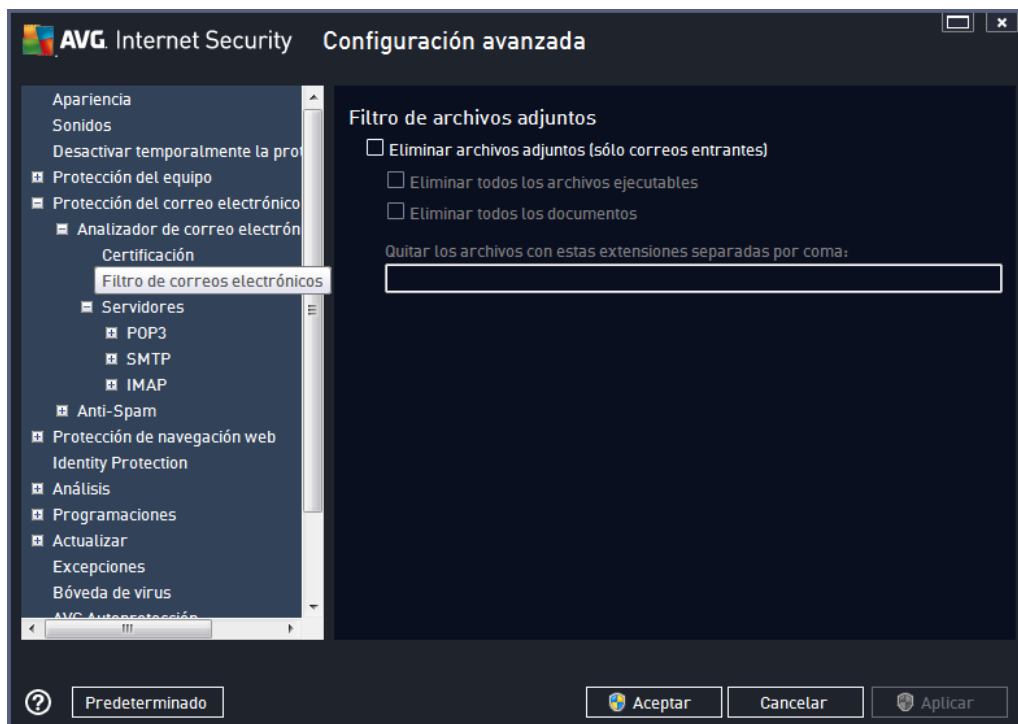 AVG. Internet Security Configuración avanzada
Apariencia
Sonidos
Desactivar temporalmente la prot
Protección del equipo
Protección del correo electrónico
Analizador de correo electrón
Certificación
Filtro de correos electrónicos
Servidores
POP3
SMTP
IMAP
Anti-Spam
Protección de navegación web
Identity Protection
Análisis
Programaciones
Actualizar
Excepciones
Bóveda de virus
AVG Autoprotección
Filtro de archivos adjuntos
Eliminar archivos adjuntos (sólo correos entrantes)
Eliminar todos los archivos ejecutables
Eliminar todos los documentos
Quitar los archivos con estas extensiones separadas por coma:
Predeterminado
Aceptar
Cancelar
Aplicar